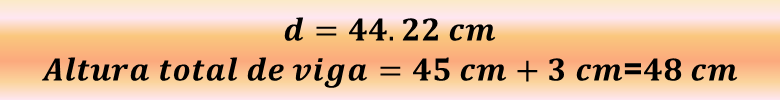 d = 44. 22 cm
Altura total de viga = 45 cm + 3 cm=48 cm